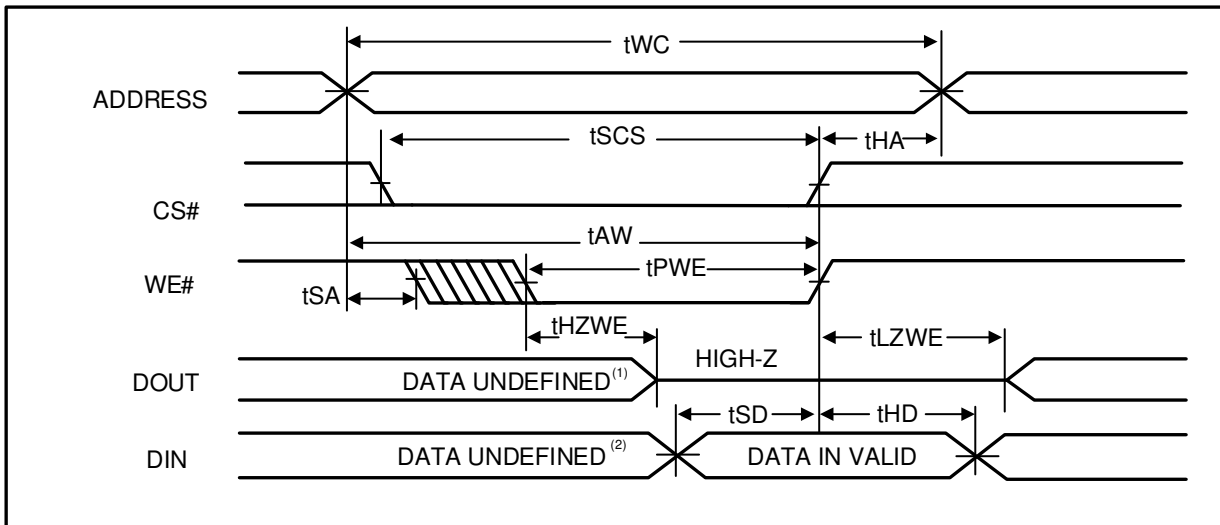 tWC
ADDRESS
tSCS
tHA
CS#
tAW
tPWE
WE#
tSA
tHZWE
tLZWE
HIGH-Z
DOUT
DATA UNDEFINED(1)
tSD
tHD
DIN
DATA UNDEFINED(2)
DATA IN VALID